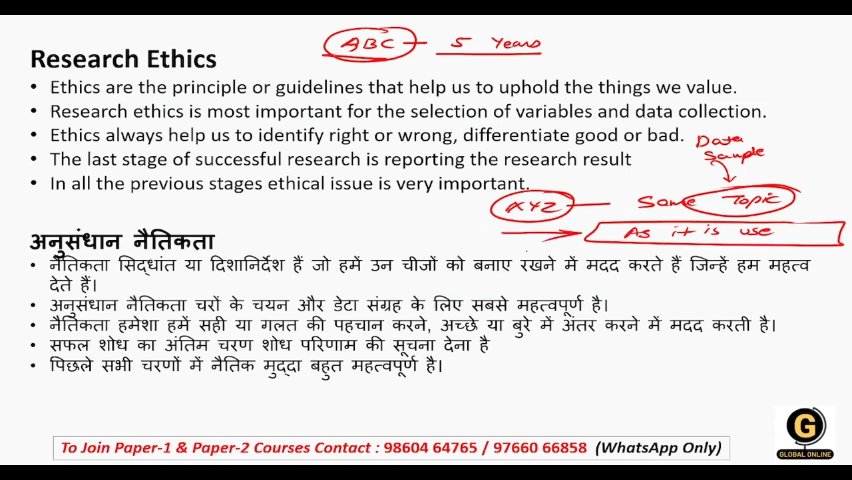 ABC - 5 Years
Research Ethics
• Ethics are the principle or guidelines that help us to uphold the things we value.
• Research ethics is most important for the selection of variables and data collection.
• Ethics always help us to identify right or wrong, differentiate good or bad.
Data
Sample
• The last stage of successful research is reporting the research result
• In all the previous stages ethical issue is very important.
XYZ — Same Topic
As it is use
अनुसंधान नैतिकता
• नैतिकता सिद्धांत या दिशानिर्देश हैं जो हमें उन चीजों को बनाए रखने में मदद करते हैं जिन्हें हम महत्व
देते हैं।
• अनुसंधान नैतिकता चरों के चयन और डेटा संग्रह के लिए सबसे महत्वपूर्ण है।
• नैतिकता हमेशा हमें सही या गलत की पहचान करने, अच्छे या बुरे में अंतर करने में मदद करती है।
• सफल शोध का अंतिम चरण शोध परिणाम की सूचना देना है
• पिछले सभी चरणों में नैतिक मुद्दा बहुत महत्वपूर्ण है।
G
GLOBAL ONLINE
To Join Paper-1 & Paper-2 Courses Contact : 98604 64765 / 97660 66858 (WhatsApp Only)